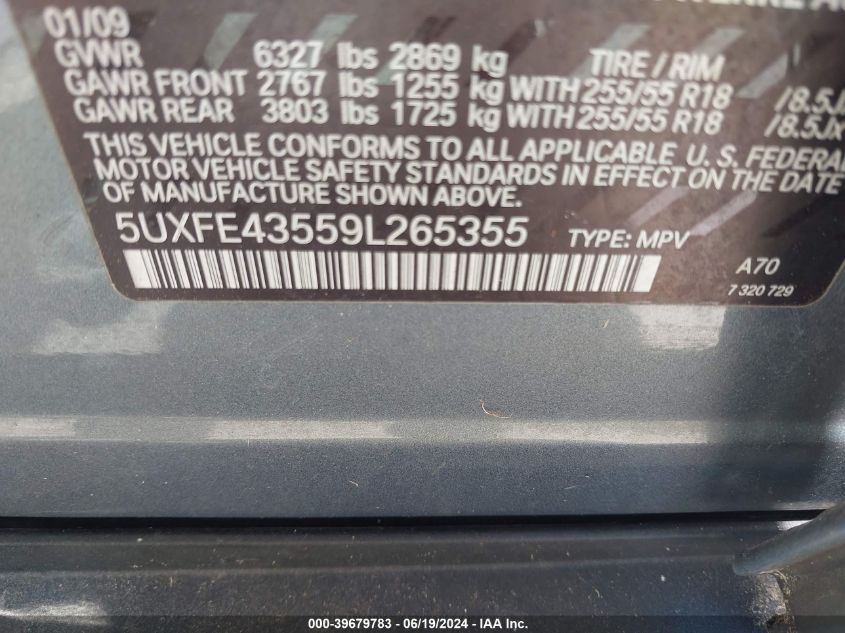 01/09
GVWR 6327 lbs 2869 kg TIRE / RIM
GAWR FRONT 2767 lbs 1255 kg WITH 255/55 R18
GAWR REAR 3803 lbs 1725 kg WITH 255/55 R18
THIS VEHICLE CONFORMS TO ALL APPLICABLE U. S. FEDERAL
MOTOR VEHICLE SAFETY STANDARDS IN EFFECT ON THE DATE
OF MANUFACTURE SHOWN ABOVE.
5UXFE43559L265355 TYPE: MPV
A70
7 320 729
000-39679783 - 06/19/2024 - IAA Inc.